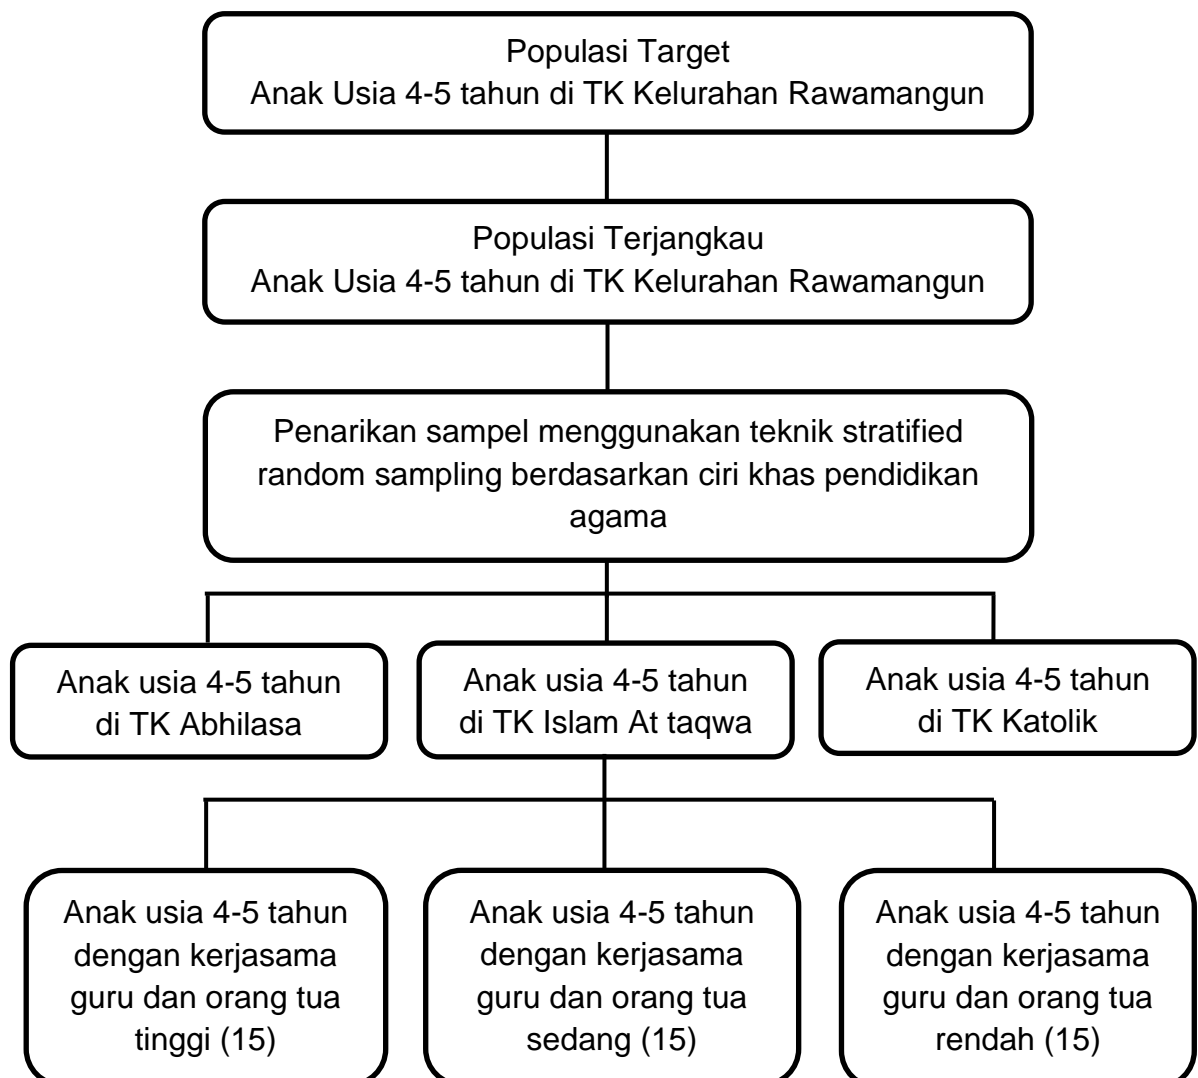 Populasi Target
Anak Usia 4-5 tahun di TK Kelurahan Rawamangun
Populasi Terjangkau
Anak Usia 4-5 tahun di TK Kelurahan Rawamangun
Penarikan sampel menggunakan teknik stratified
random sampling berdasarkan ciri khas pendidikan
agama
Anak usia 4-5 tahun
di TK Abhilasa
Anak usia 4-5 tahun
di TK Islam At taqwa
Anak usia 4-5 tahun
di TK Katolik
Anak usia 4-5 tahun
dengan kerjasama
guru dan orang tua
tinggi (15)
Anak usia 4-5 tahun
dengan kerjasama
guru dan orang tua
sedang (15)
Anak usia 4-5 tahun
dengan kerjasama
guru dan orang tua
rendah (15)